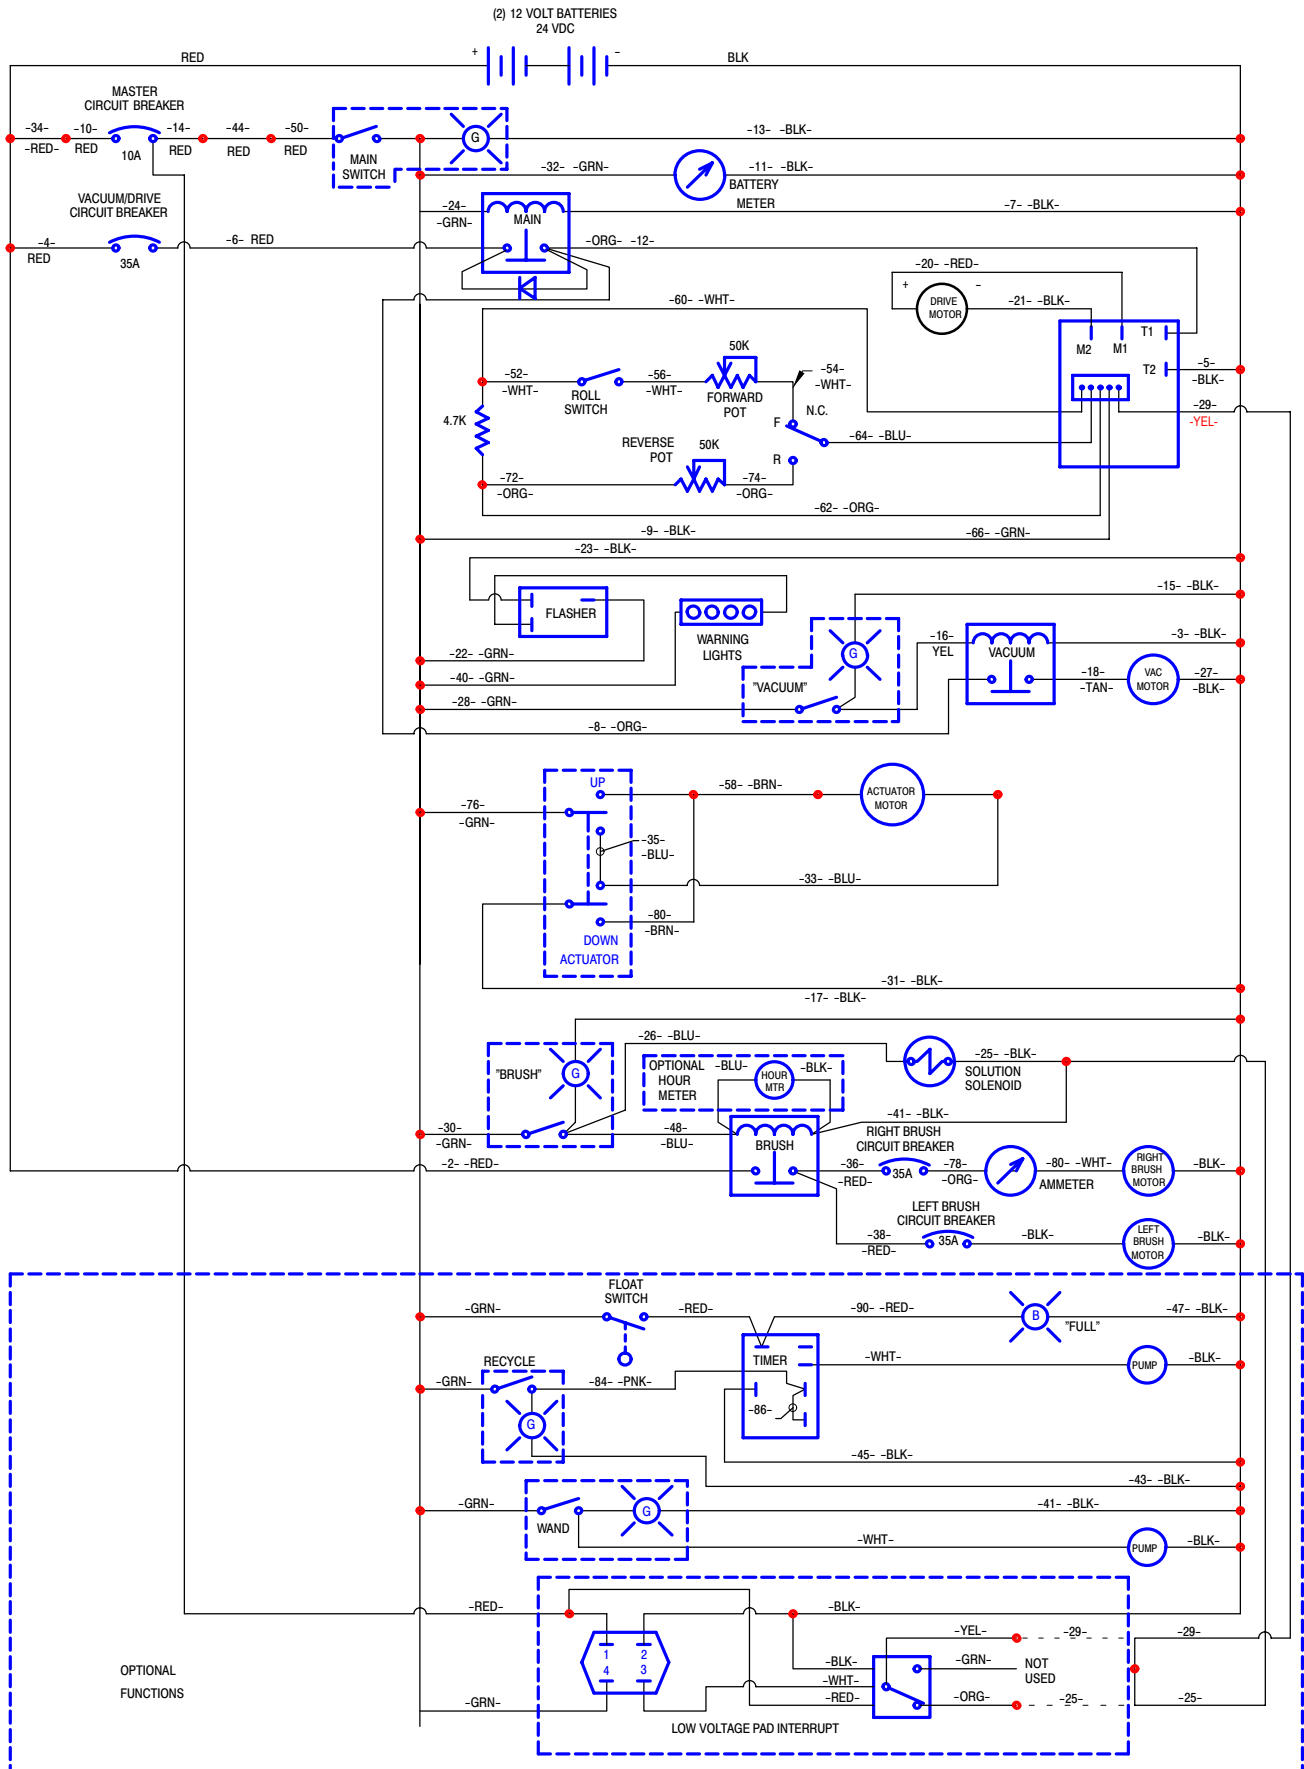 (2) 12 VOLT BATTERIES
24 VDC
+
–
RED
BLK
MASTER
CIRCUIT BREAKER
–34–
–RED–
–10–
RED
10A
–14–
RED
–44–
RED
–50–
RED
MAIN
SWITCH
G
–13– –BLK–
–32– –GRN–
–11– –BLK–
BATTERY
METER
VACUUM/DRIVE
CIRCUIT BREAKER
–24–
–GRN–
MAIN
–7– –BLK–
–4–
RED
35A
–6– RED
–ORG– –12–
–20– –RED–
+
–
DRIVE
MOTOR
–21– –BLK–
–60– –WHT–
M2
M1
T1
T2
–5–
–BLK–
–29–
–YEL–
–52–
–WHT–
ROLL
SWITCH
–56–
–WHT–
50K
FORWARD
POT
–54–
–WHT–
N.C.
F
R
–64– –BLU–
4.7K
REVERSE
POT
50K
–72–
–ORG–
–74–
–ORG–
–62– –ORG–
–9– –BLK–
–66– –GRN–
–23– –BLK–
FLASHER
WARNING
LIGHTS
–15– –BLK–
G
–16–
YEL
VACUUM
–3– –BLK–
–18–
–TAN–
VAC
MOTOR
–27–
–BLK–
–22– –GRN–
–40– –GRN–
–28– –GRN–
"VACUUM"
–8– –ORG–
UP
–58– –BRN–
ACTUATOR
MOTOR
–76–
–GRN–
–35–
–BLU–
–33– –BLU–
–80–
–BRN–
DOWN
ACTUATOR
–31– –BLK–
–17– –BLK–
–26– –BLU–
"BRUSH"
G
OPTIONAL
HOUR
METER
–BLU–
HOUR
MTR
–BLK–
–25– –BLK–
SOLUTION
SOLENOID
–41– –BLK–
–30–
–GRN–
–48–
–BLU–
BRUSH
RIGHT BRUSH
CIRCUIT BREAKER
–2– –RED–
–36–
–RED–
35A
–78–
–ORG–
AMMETER
–80– –WHT–
RIGHT
BRUSH
MOTOR
–BLK–
LEFT BRUSH
CIRCUIT BREAKER
–38–
–RED–
35A
–BLK–
LEFT
BRUSH
MOTOR
–BLK–
FLOAT
SWITCH
–GRN–
–RED–
–90– –RED–
B
"FULL"
–47– –BLK–
TIMER
–WHT–
PUMP
–BLK–
RECYCLE
–GRN–
–84– –PNK–
–86–
G
–45– –BLK–
–43– –BLK–
–GRN–
WAND
G
–41– –BLK–
–WHT–
PUMP
–BLK–
–RED–
–BLK–
1
2
4
3
–YEL–
–29–
–29–
–BLK–
–GRN–
NOT
USED
–WHT–
–RED–
–ORG–
–25–
–25–
–GRN–
LOW VOLTAGE PAD INTERRUPT
OPTIONAL
FUNCTIONS